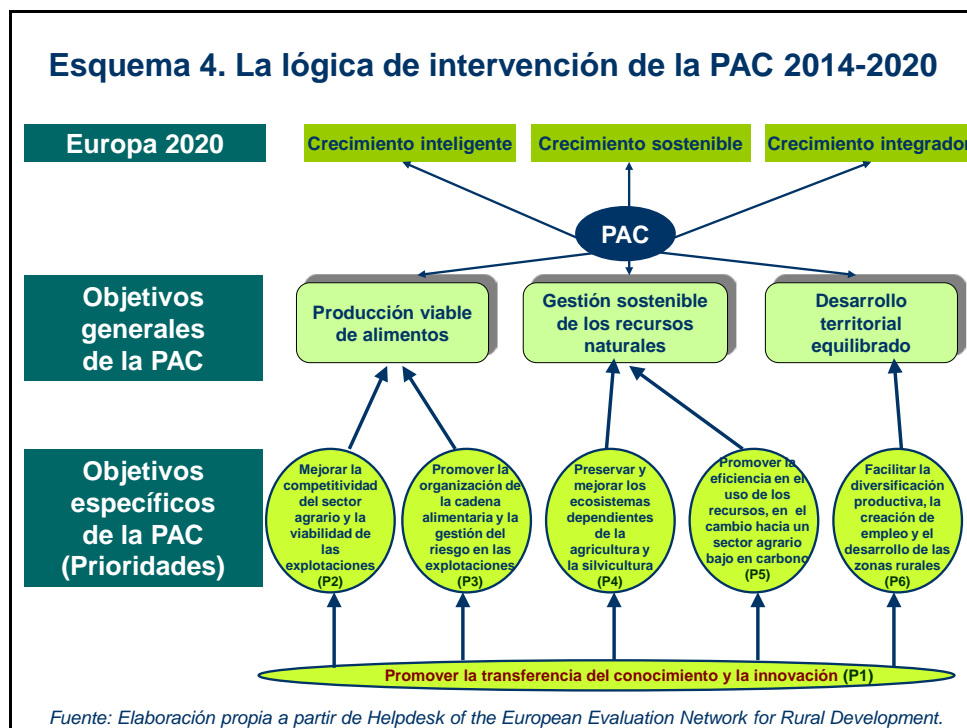 Esquema 4. La lógica de intervención de la PAC 2014-2020
Europa 2020
Crecimiento inteligente
Crecimiento sostenible
Crecimiento integrador
PAC
Objetivos
generales
de la PAC
Producción viable
de alimentos
Gestión sostenible
de los recursos
naturales
Desarrollo
territorial
equilibrado
Objetivos
específicos
de la PAC
(Prioridades)
Mejorar la
competitividad
del sector
agrario y la
viabilidad de
las
explotaciones
(P2)
Promover la
organización de
la cadena
alimentaria y la
gestión del
riesgo en las
explotaciones
(P3)
Preservar y
mejorar los
ecosistemas
dependientes
de la
agricultura y
la silvicultura
(P4)
Promover la
eficiencia en el
uso de los
recursos, en el
cambio hacia un
sector agrario
bajo en carbono
(P5)
Facilitar la
diversificación
productiva, la
creación de
empleo y el
desarrollo de las
zonas rurales
(P6)
Promover la transferencia del conocimiento y la innovación (P1)
Fuente: Elaboración propia a partir de Helpdesk of the European Evaluation Network for Rural Development.